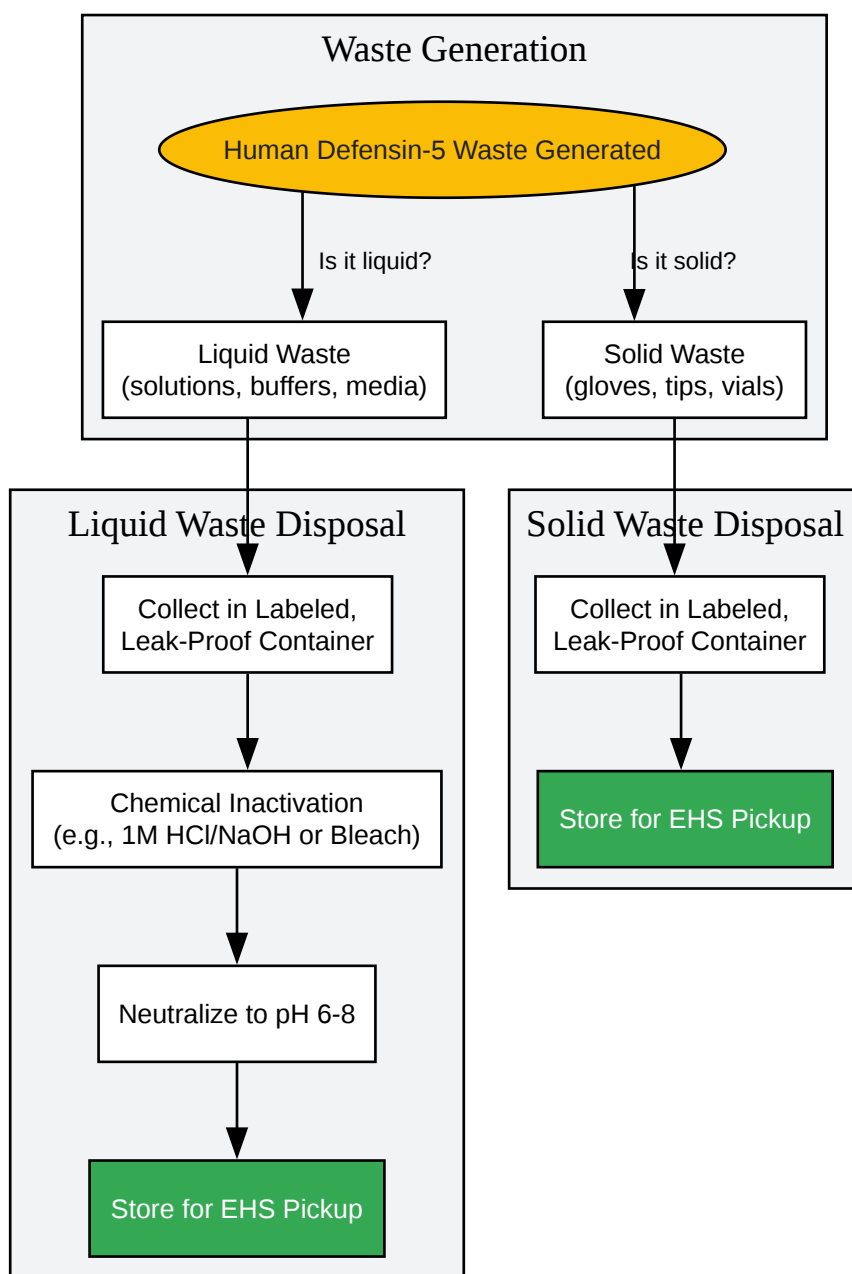 Waste Generation
Human Defensin-5 Waste Generated
Is it liquid?
Is it solid?
Liquid Waste
(solutions, buffers, media)
Solid Waste
(gloves, tips, vials)
Liquid Waste Disposal
Collect in Labeled,
Leak-Proof Container
Chemical Inactivation
(e.g., 1M HCl/NaOH or Bleach)
Neutralize to pH 6-8
Store for EHS Pickup
Solid Waste Disposal
Collect in Labeled,
Leak-Proof Container
Store for EHS Pickup